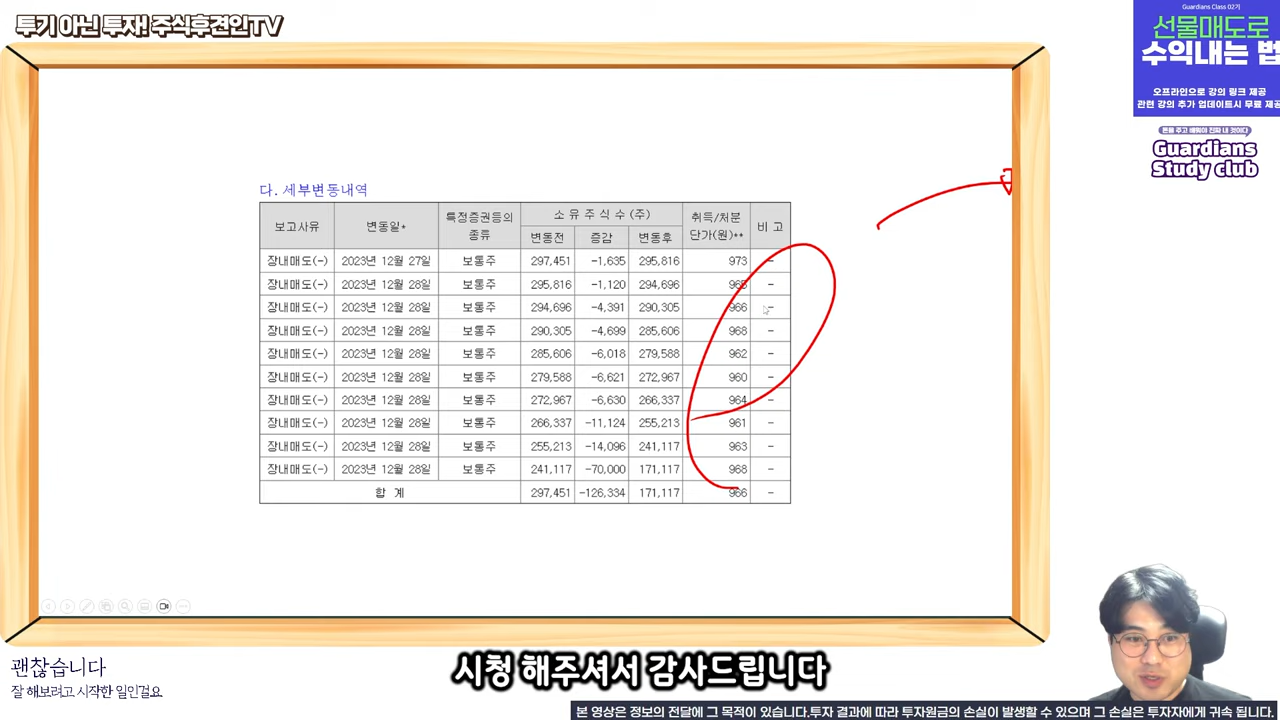 투기 아닌 투자! 주식후견인TV
Guardians Class 02기
선물매도로
수익내는 법
오프라인으로 강의 링크 제공
관련 강의 추가 업데이트시 무료 제공
돈을 주고 배워야 진짜 내 것이다
Guardians
Study club
다. 세부변동내역
보고사유 변동일* 특정증권등의 종류 소 유 주 식 수 (주) 취득/처분 단가(원)** 비 고
변동전 증감 변동후
장내매도(-) 2023년 12월 27일 보통주 297,451 -1,635 295,816 973 -
장내매도(-) 2023년 12월 28일 보통주 295,816 -1,120 294,696 -
장내매도(-) 2023년 12월 28일 보통주 294,696 -4,391 290,305 966 -
장내매도(-) 2023년 12월 28일 보통주 290,305 -4,699 285,606 968 -
장내매도(-) 2023년 12월 28일 보통주 285,606 -6,018 279,588 962 -
장내매도(-) 2023년 12월 28일 보통주 279,588 -6,621 272,967 960 -
장내매도(-) 2023년 12월 28일 보통주 272,967 -6,630 266,337 964 -
장내매도(-) 2023년 12월 28일 보통주 266,337 -11,124 255,213 961 -
장내매도(-) 2023년 12월 28일 보통주 255,213 -14,096 241,117 963 -
장내매도(-) 2023년 12월 28일 보통주 241,117 -70,000 171,117 968 -
합 계 297,451 -126,334 171,117 966 -
괜찮습니다
잘 해보려고 시작한 일인걸요
시청 해주셔서 감사드립니다
본 영상은 정보의 전달에 그 목적이 있습니다.투자 결과에 따라 투자원금의 손실이 발생할 수 있으며 그 손실은 투자자에게 귀속 됩니다.